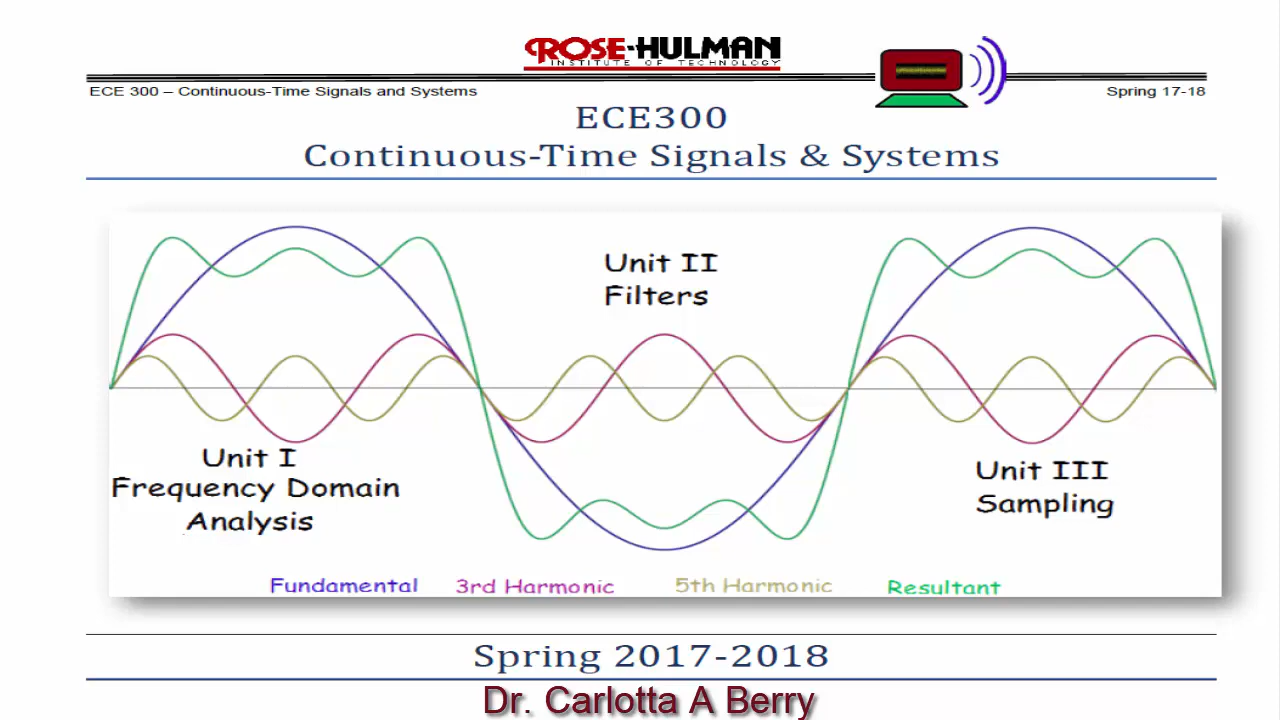 ROSE-HULMAN
INSTITUTE OF TECHNOLOGY
ECE 300 – Continuous-Time Signals and Systems
Spring 17-18
ECE300
Continuous-Time Signals & Systems
Unit II
Filters
Unit I
Frequency Domain
Analysis
Unit III
Sampling
Fundamental 3rd Harmonic 5th Harmonic Resultant
Spring 2017-2018
Dr. Carlotta A Berry